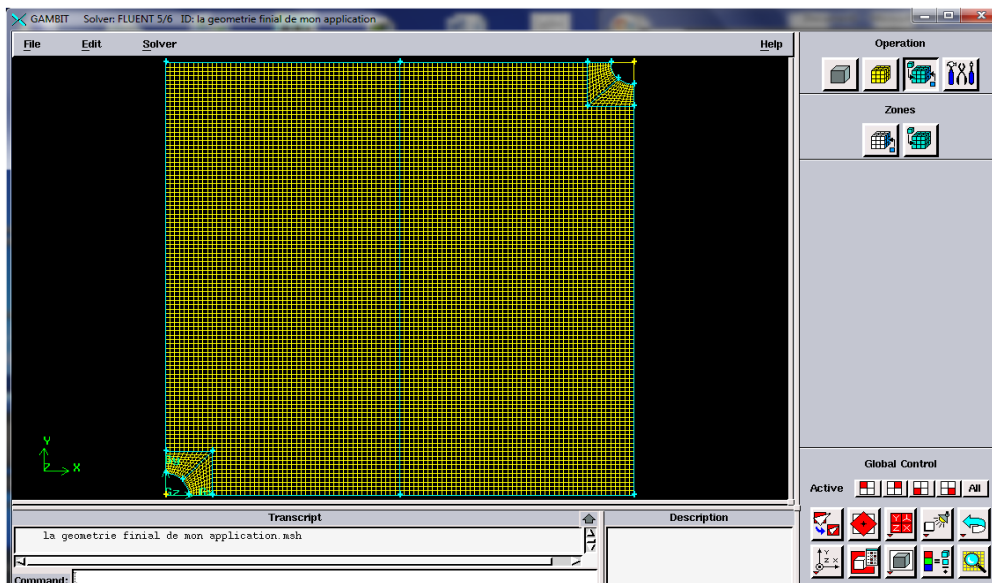 GAMBIT Solver: FLUENT 5/6 ID: la geometrie finial de mon application
File Edit Solver Help
Operation
Zones
Y
Z X
Gz
Global Control
Active All
Transcript
Description
la geometrie finial de mon application.msh
Command: